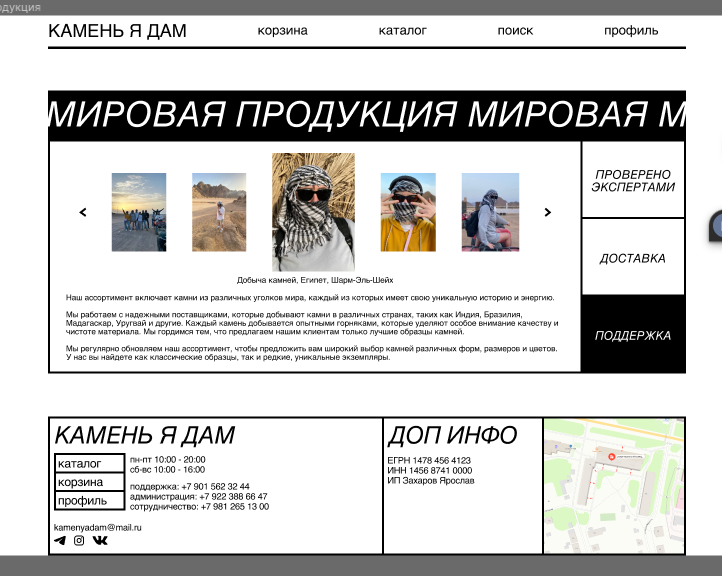 дукция
КАМЕНЬ Я ДАМ
корзина
каталог
поиск
профиль
МИРОВАЯ ПРОДУКЦИЯ МИРОВАЯ М
ПРОВЕРЕНО
ЭКСПЕРТАМИ
ДОСТАВКА
ПОДДЕРЖКА
Добыча камней, Египет, Шарм-Эль-Шейх
Наш ассортимент включает камни из различных уголков мира, каждый из которых имеет свою уникальную историю и энергию.
Мы работаем с надежными поставщиками, которые добывают камни в различных странах, таких как Индия, Бразилия,
Мадагаскар, Уругвай и другие. Каждый камень добывается опытными горняками, которые уделяют особое внимание качеству и
чистоте материала. Мы гордимся тем, что предлагаем нашим клиентам только лучшие образцы камней.
Мы регулярно обновляем наш ассортимент, чтобы предложить вам широкий выбор камней различных форм, размеров и цветов.
У нас вы найдете как классические образцы, так и редкие, уникальные экземпляры.
КАМЕНЬ Я ДАМ
каталог
корзина
профиль
пн-пт 10:00 - 20:00
сб-вс 10:00 - 16:00
поддержка: +7 901 562 32 44
администрация: +7 922 388 66 47
сотрудничество: +7 981 265 13 00
kamenyadam@mail.ru
ДОП ИНФО
ЕГРН 1478 456 4123
ИНН 1456 8741 0000
ИП Захаров Ярослав